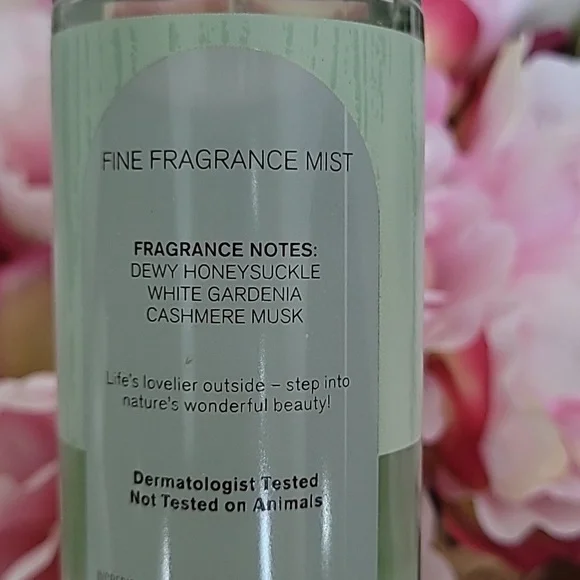 FINE FRAGRANCE MIST
FRAGRANCE NOTES:
DEWY HONEYSUCKLE
WHITE GARDENIA
CASHMERE MUSK
Life's lovelier outside – step into
nature's wonderful beauty!
Dermatologist Tested
Not Tested on Animals